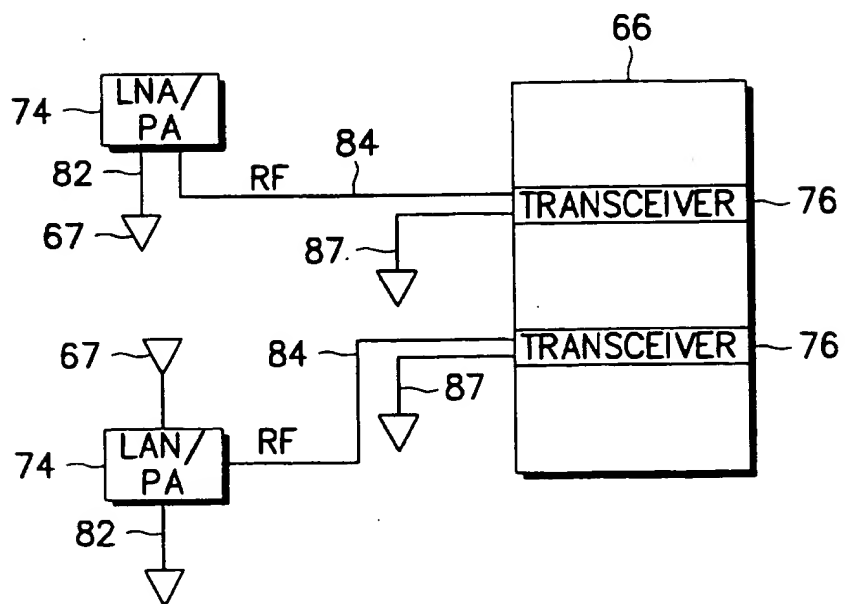 66
74
LNA/
PA
82
RF
84
TRANSCEIVER
76
67
87.
67
84
TRANSCEIVER
76
87
74
LAN/
PA
RF
82